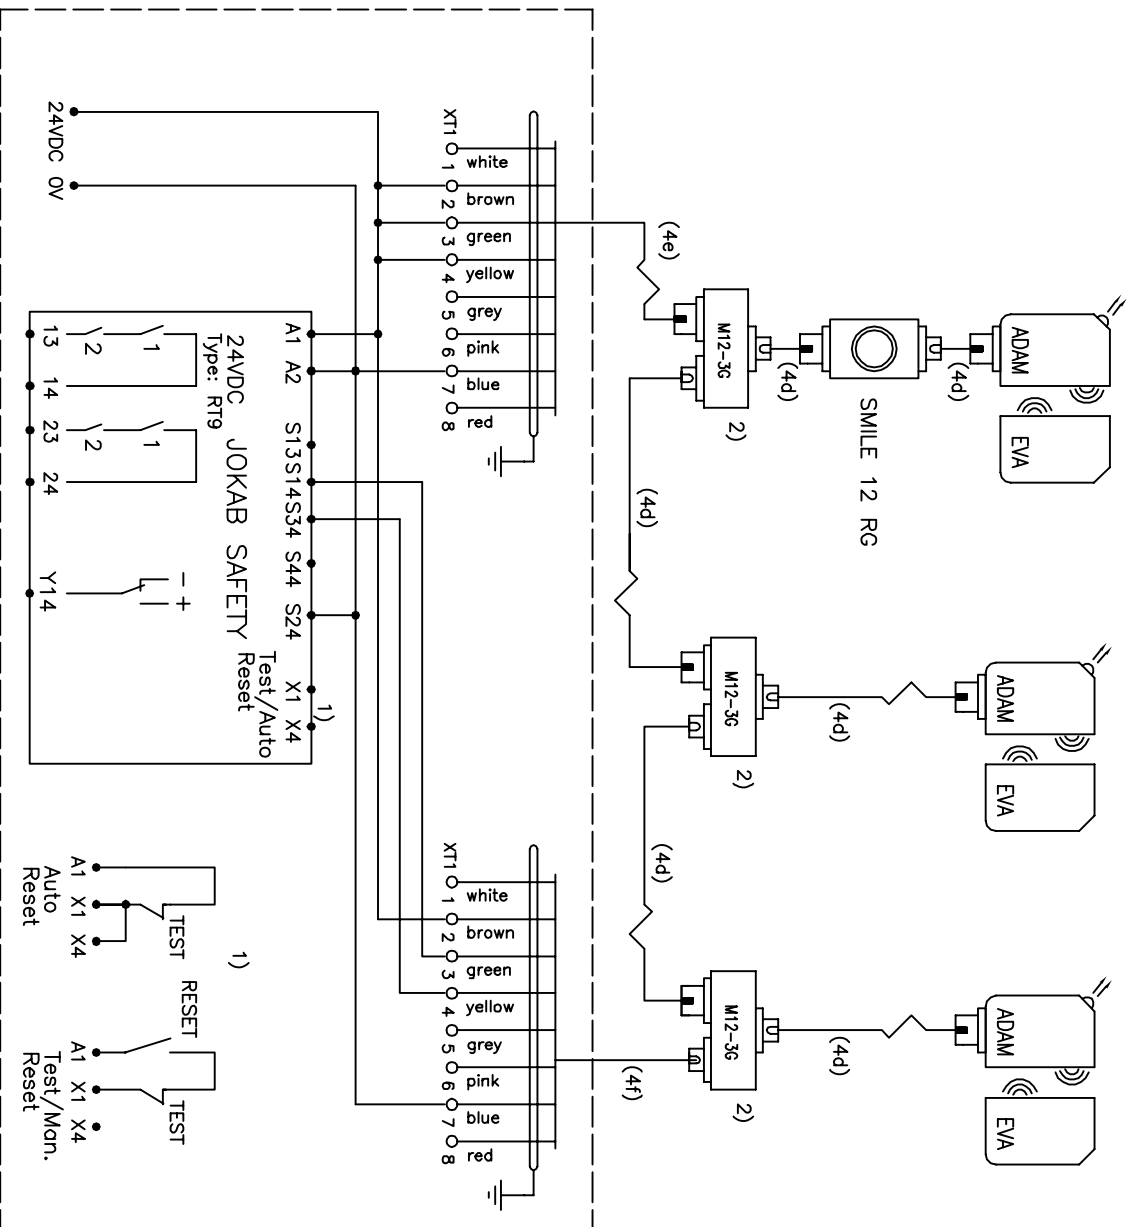 24VDC 0V
XT1
1 white
2 brown
3 green
4 yellow
5 grey
6 pink
7 blue
8 red
(4e)
M12-3G
2)
(4d)
SMILE 12 RG
(4d)
ADAM
EVA
(4d)
M12-3G
2)
(4d)
ADAM
EVA
(4d)
M12-3G
2)
(4d)
ADAM
EVA
(4f)
A1 A2 S13 S14 S34 S44 S24 X1 X4
1)
Test/Auto
Reset
24VDC JOKAB SAFETY
Type: RT9
1 1
2 2
- +
13 14 23 24 Y14
XT1
1 white
2 brown
3 green
4 yellow
5 grey
6 pink
7 blue
8 red
1)
TEST
A1 X1 X4
Auto
Reset
RESET
TEST
A1 X1 X4
Test/Man.
Reset